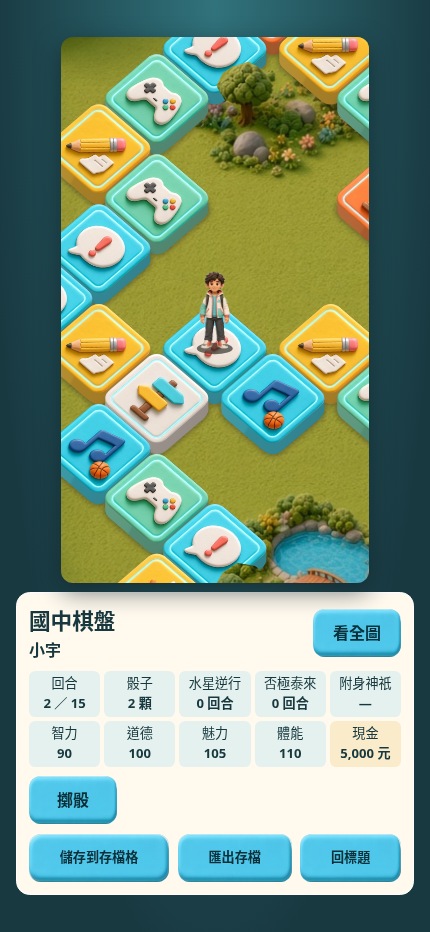 國中棋盤
小宇
看全圖
回合
2 ／ 15
骰子
2 顆
水星逆行
0 回合
否極泰來
0 回合
附身神祇
—
智力
90
道德
100
魅力
105
體能
110
現金
5,000 元
擲骰
儲存到存檔格
匯出存檔
回標題